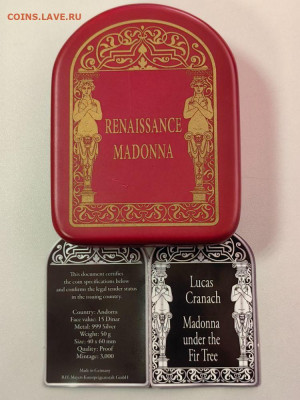 COINS.LAVE.RU
RENAISSANCE
MADONNA
This document certifies
the coin specifications below
and confirms the legal tender status
in the issuing country.
Country: Andorra
Face value: 15 Dinar
Metal: 999 Silver
Weight: 50 g
Size: 40 x 60 mm
Quality: Proof
Mintage: 3,000
Made in Germany
Lucas
Cranach
Madonna
under the
Fir Tree